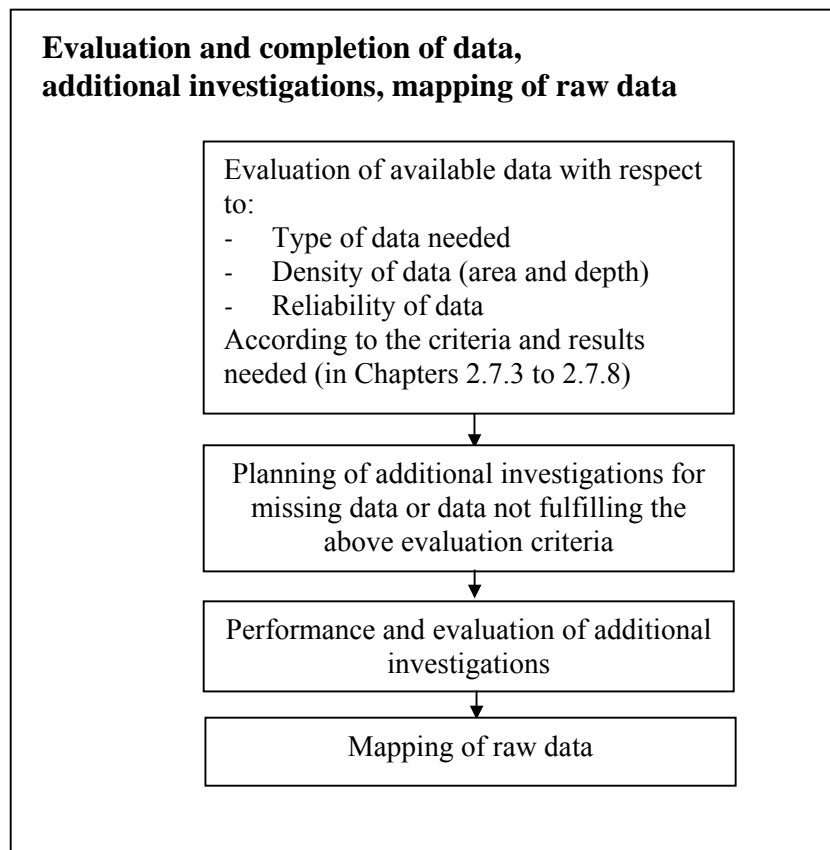 Evaluation and completion of data,
additional investigations, mapping of raw data
Evaluation of available data with respect
to:
- Type of data needed
- Density of data (area and depth)
- Reliability of data
According to the criteria and results
needed (in Chapters 2.7.3 to 2.7.8)
Planning of additional investigations for
missing data or data not fulfilling the
above evaluation criteria
Performance and evaluation of additional
investigations
Mapping of raw data